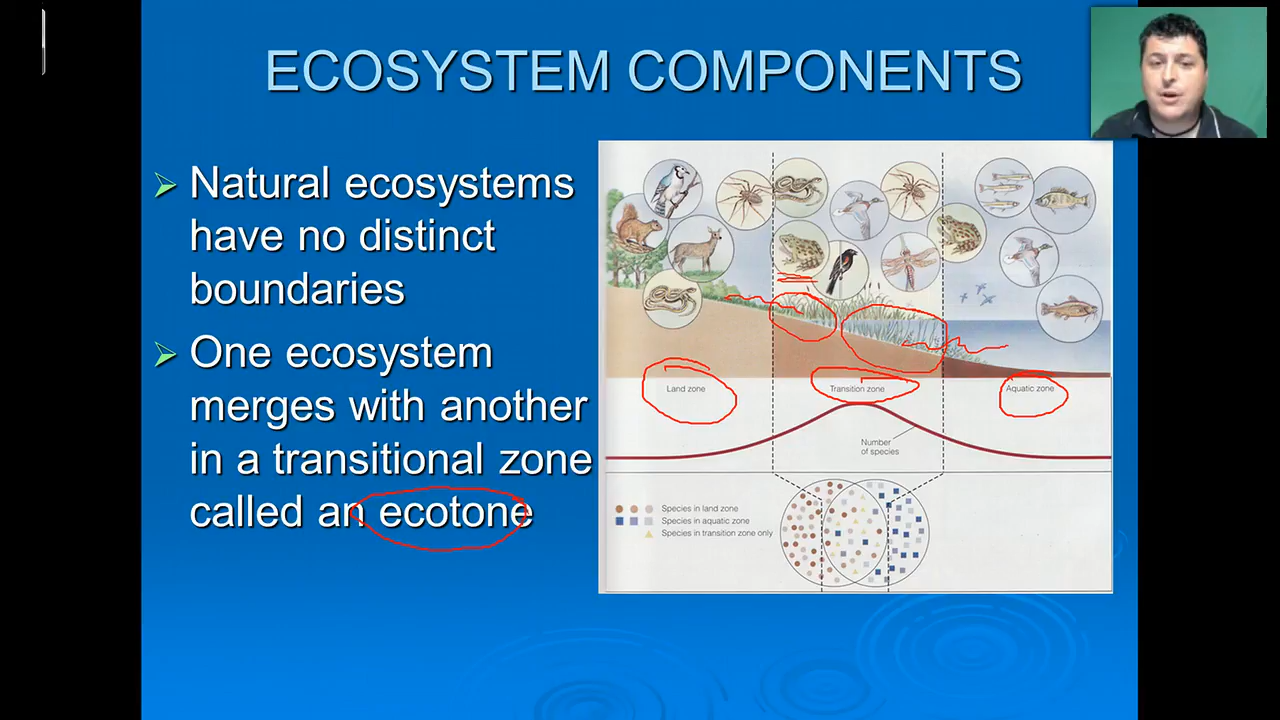 ECOSYSTEM COMPONENTS
Natural ecosystems
have no distinct
boundaries
One ecosystem
merges with another
in a transitional zone
called an ecotone
Land zone
Transition zone
Aquatic zone
Number
of species
Species in land zone
Species in aquatic zone
Species in transition zone only